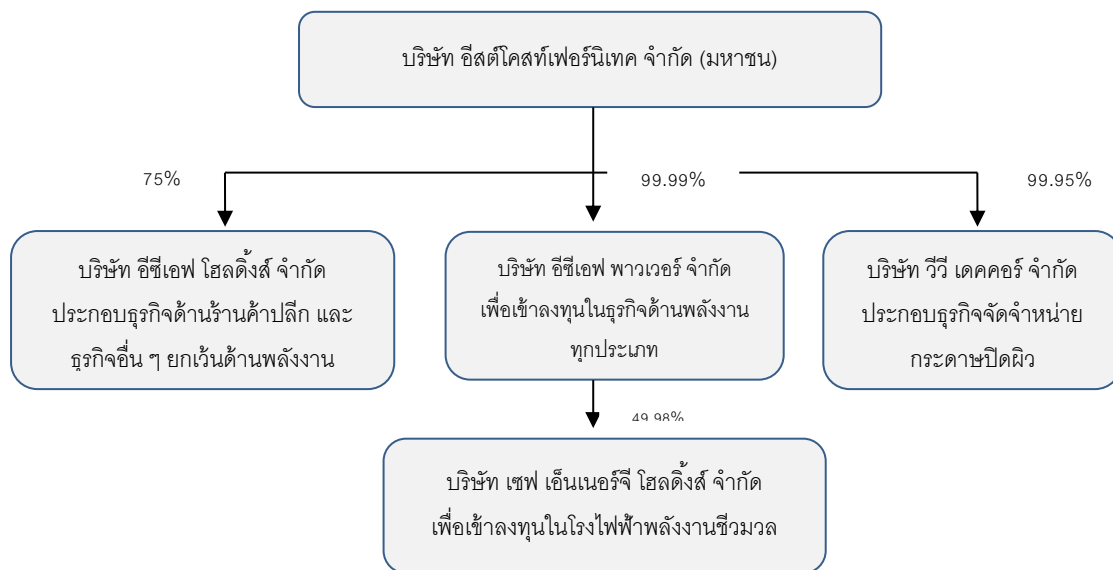 บริษัท อีสต์โคสท์เฟอร์นิเทค จำกัด (มหาชน)
75%
99.99%
99.95%
บริษัท อีซีเอฟ โฮลดิ้งส์ จำกัด
ประกอบธุรกิจด้านร้านค้าปลีก และ
ธุรกิจอื่น ๆ ยกเว้นด้านพลังงาน
บริษัท อีซีเอฟ พาวเวอร์ จำกัด
เพื่อเข้าลงทุนในธุรกิจด้านพลังงาน
ทุกประเภท
บริษัท วีวี เดคคอร์ จำกัด
ประกอบธุรกิจจัดจำหน่าย
กระดาษปิดผิว
49.98%
บริษัท เซฟ เอ็นเนอร์จี โฮลดิ้งส์ จำกัด
เพื่อเข้าลงทุนในโรงไฟฟ้าพลังงานชีวมวล